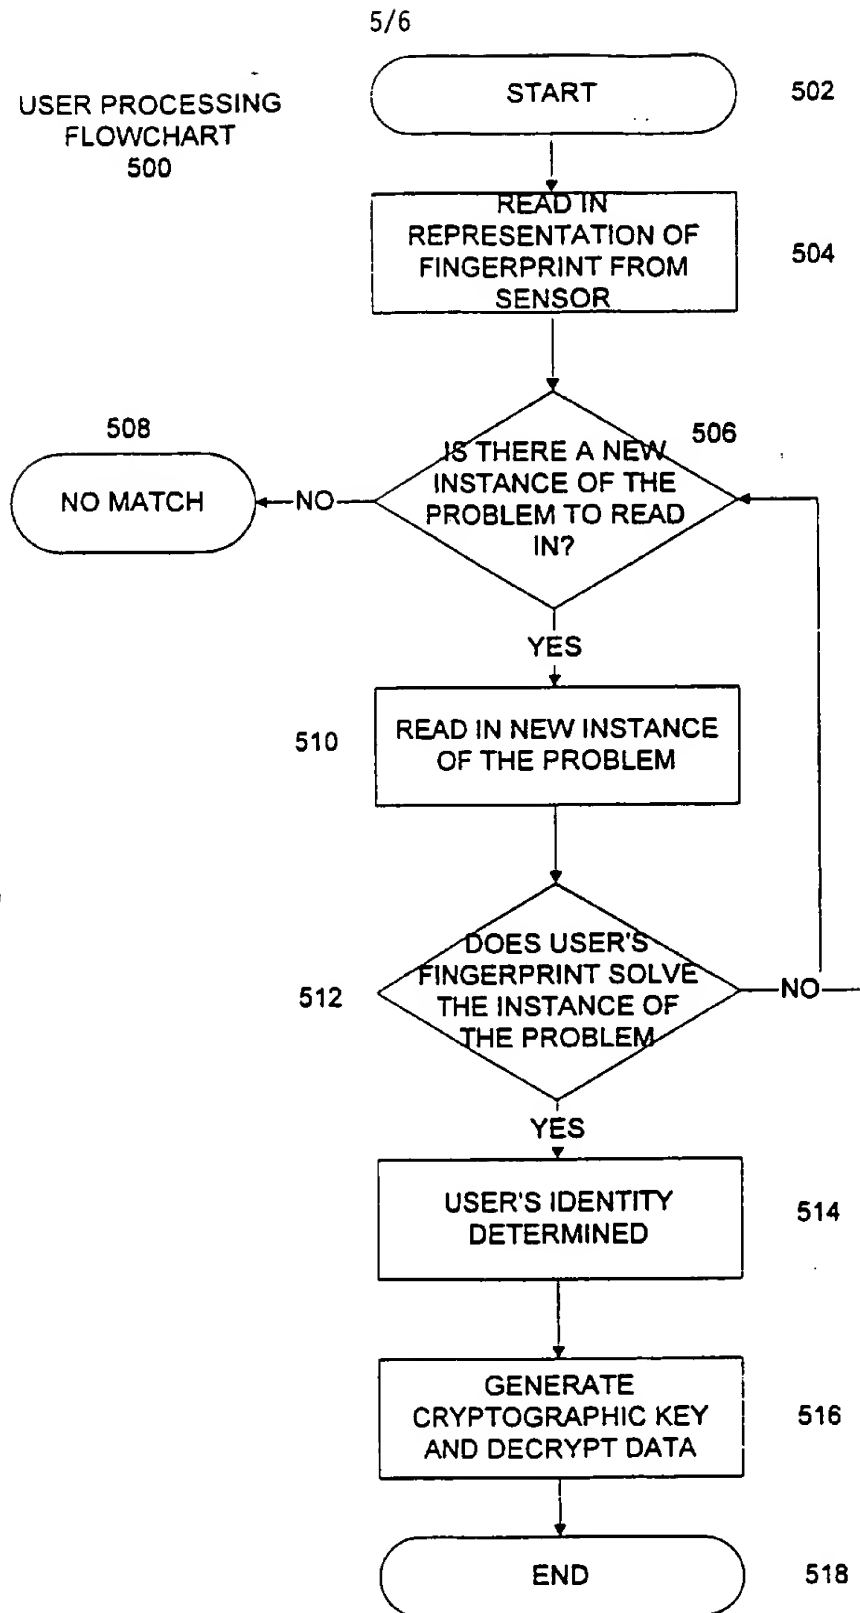 5/6
USER PROCESSING
FLOWCHART
500
START
502
READ IN
REPRESENTATION OF
FINGERPRINT FROM
SENSOR
504
506
IS THERE A NEW
INSTANCE OF THE
PROBLEM TO READ
IN?
508
NO MATCH
NO
YES
510
READ IN NEW INSTANCE
OF THE PROBLEM
512
DOES USER'S
FINGERPRINT SOLVE
THE INSTANCE OF
THE PROBLEM
NO
YES
USER'S IDENTITY
DETERMINED
514
GENERATE
CRYPTOGRAPHIC KEY
AND DECRYPT DATA
516
END
518